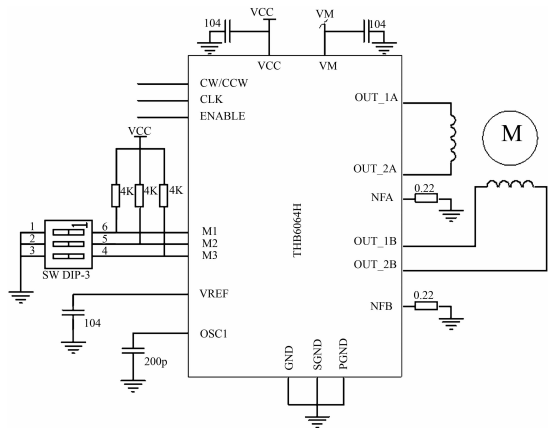 VCC
VM
104
104
VCC
VM
CW/CCW
CLK
ENABLE
OUT_1A
VCC
M
4K
4K
4K
OUT_2A
0.22
NFA
1
6
M1
2
5
M2
3
4
M3
OUT_1B
OUT_2B
THB6064H
SW DIP-3
VREF
0.22
NFB
104
OSC1
200p
GND
SGND
PGND